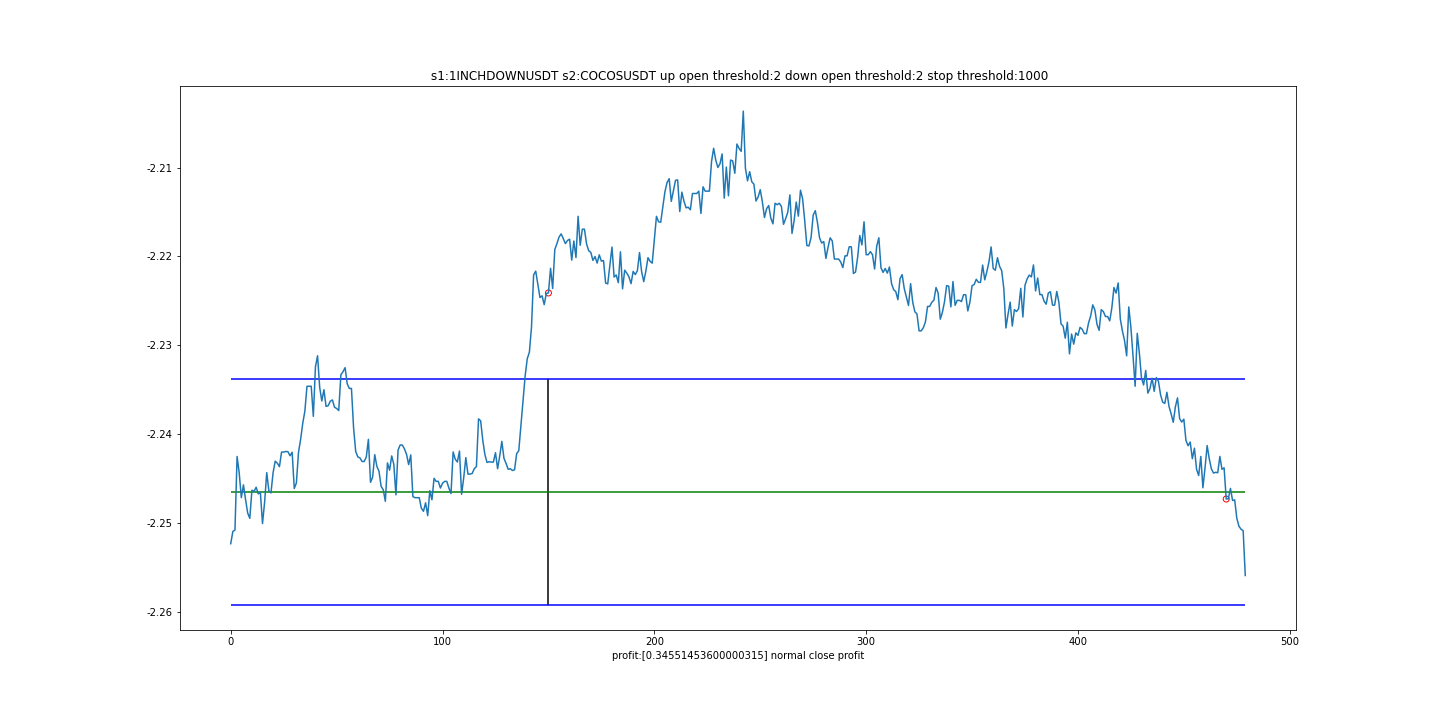 s1:1INCHDOWNUSDT s2:COCOSUSDT up open threshold:2 down open threshold:2 stop threshold:1000
-2.21
-2.22
-2.23
-2.24
-2.25
-2.26
0 100 200 300 400 500
profit:[0.34551453600000315] normal close profit